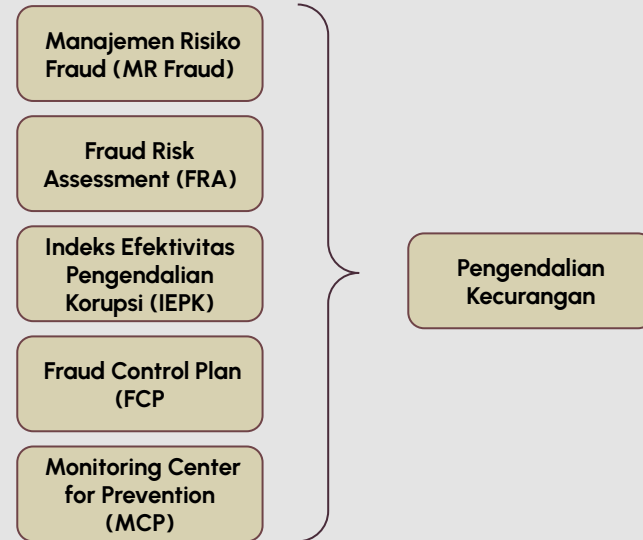 Manajemen Risiko
Fraud (MR Fraud)
Fraud Risk
Assessment (FRA)
Indeks Efektivitas
Pengendalian
Korupsi (IEPK)
Fraud Control Plan
(FCP
Monitoring Center
for Prevention
(MCP)
Pengendalian
Kecurangan